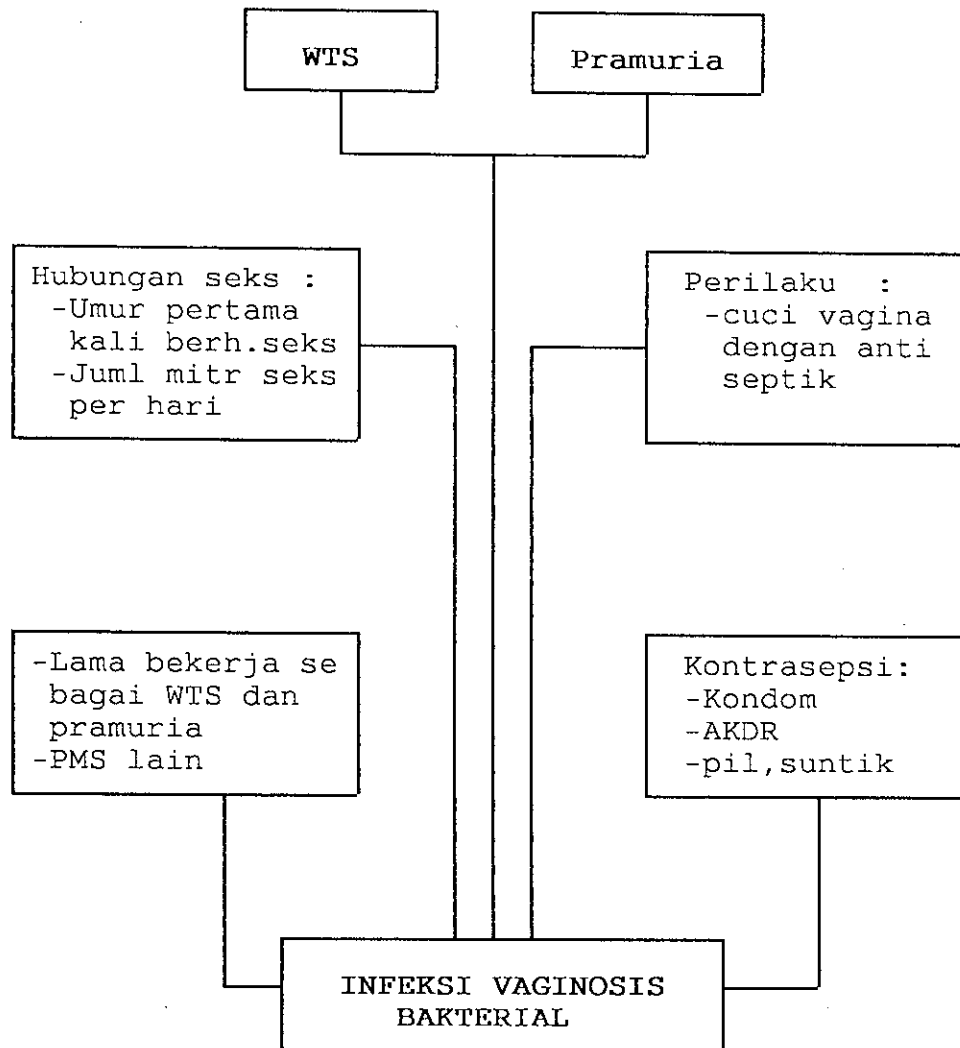 WTS
Pramuria
Hubungan seks :
-Umur pertama
kali berh.seks
-Juml mitr seks
per hari
Perilaku :
-cuci vagina
dengan anti
septik
-Lama bekerja se
bagai WTS dan
pramuria
-PMS lain
Kontrasepsi:
-Kondom
-AKDR
-pil,suntik
INFEKSI VAGINOSIS
BAKTERIAL